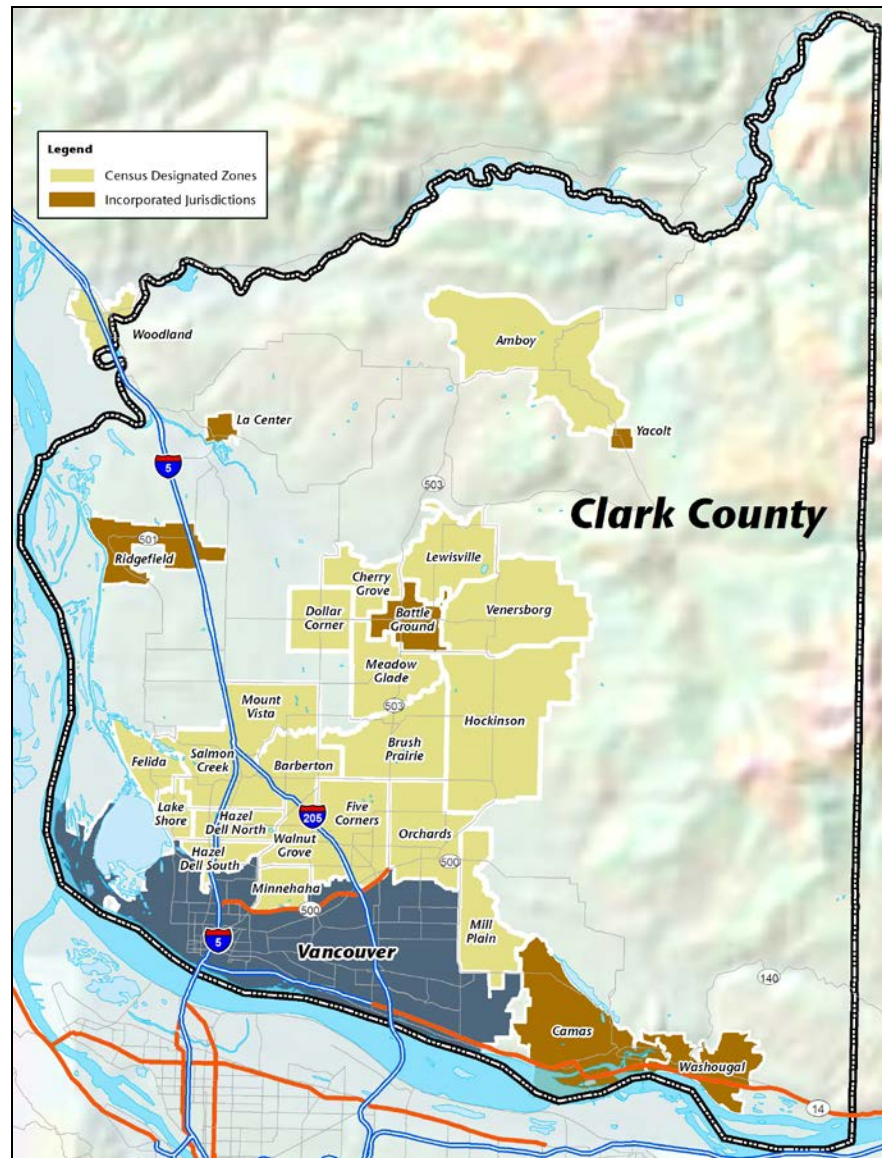 Legend
Census Designated Zones
Incorporated Jurisdictions
Woodland
Amboy
La Center
Yacolt
5
503
Clark County
501
Ridgefield
Lewisville
Cherry
Grove
Dollar
Corner
Battle
Ground
Venersborg
Meadow
Glade
Mount
Vista
503
Hockinson
Brush
Prairie
Felida
Salmon
Creek
Barberton
Lake
Shore
Hazel
Dell North
205
Five
Corners
Walnut
Grove
Orchards
Hazel
Dell South
500
Minnehaha
500
Mill
Plain
5
Vancouver
140
Camas
Washougal
14